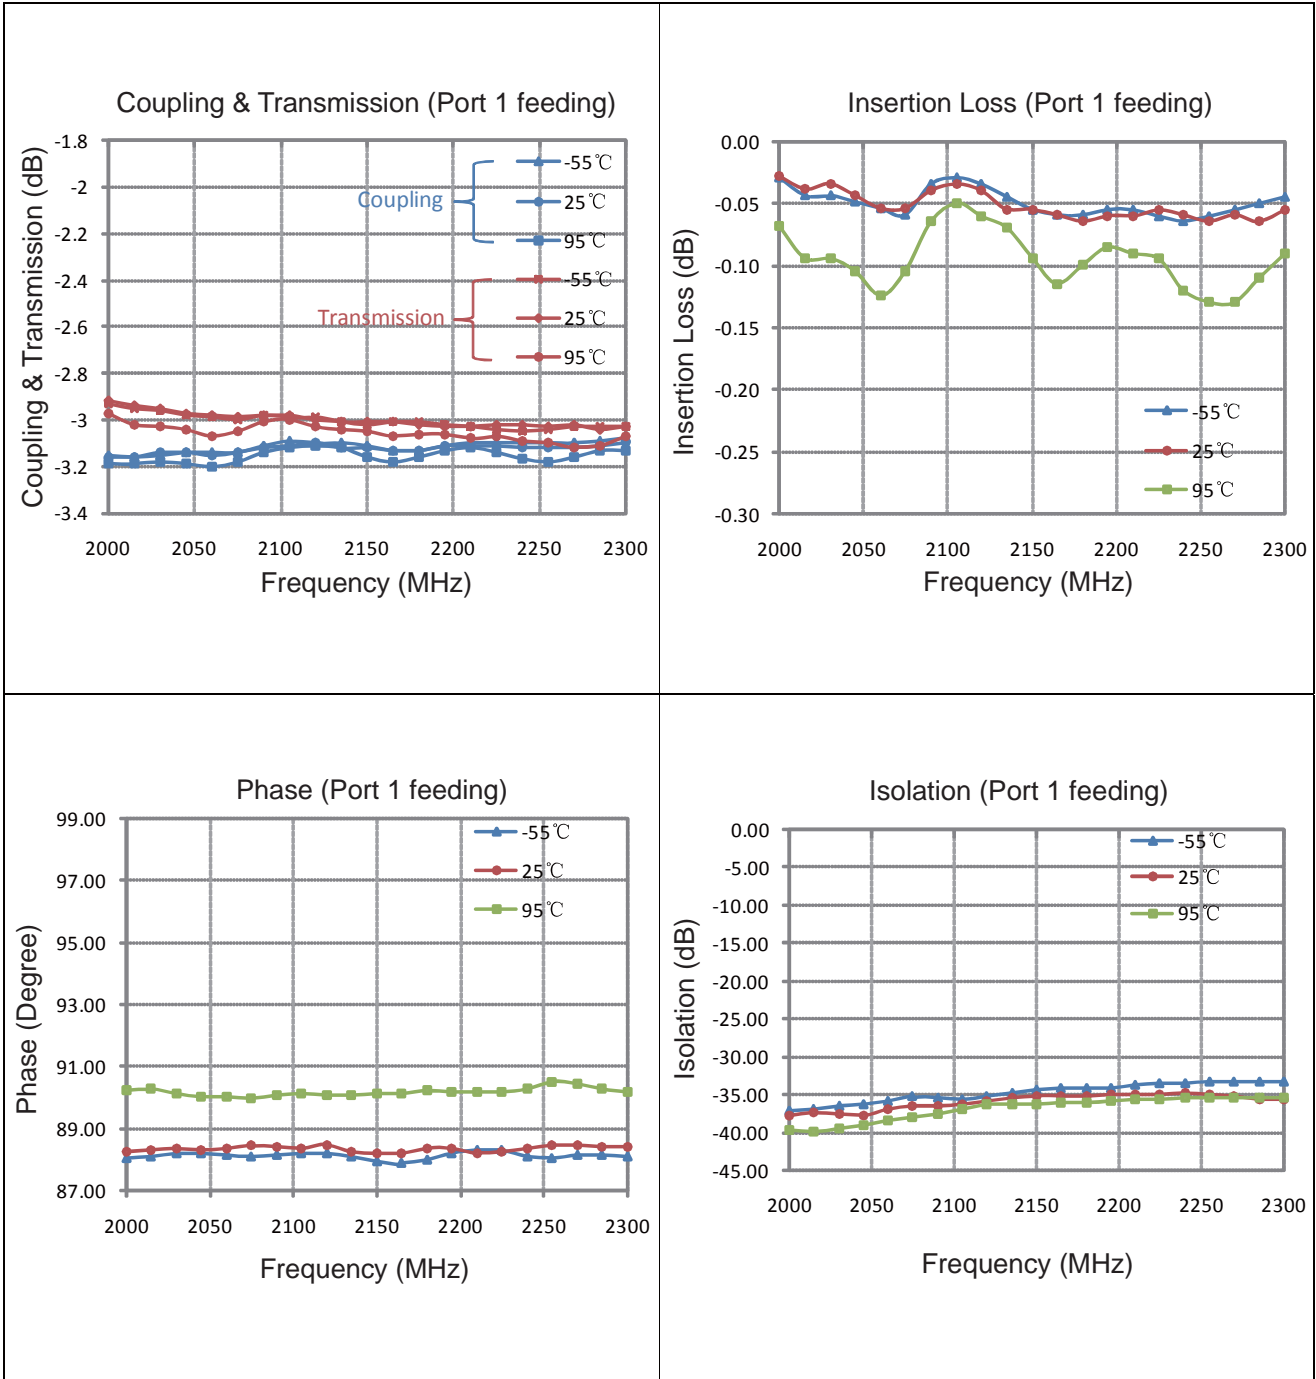 Coupling & Transmission (Port 1 feeding)
Coupling & Transmission (dB)
-1.8
-2
-2.2
-2.4
-2.6
-2.8
-3
-3.2
-3.4
Coupling
-55℃
25℃
95℃
Transmission
-55℃
25℃
95℃
2000 2050 2100 2150 2200 2250 2300
Frequency (MHz)
Insertion Loss (Port 1 feeding)
Insertion Loss (dB)
0.00
-0.05
-0.10
-0.15
-0.20
-0.25
-0.30
-55℃
25℃
95℃
2000 2050 2100 2150 2200 2250 2300
Frequency (MHz)
Phase (Port 1 feeding)
Phase (Degree)
99.00
97.00
95.00
93.00
91.00
89.00
87.00
-55℃
25℃
95℃
2000 2050 2100 2150 2200 2250 2300
Frequency (MHz)
Isolation (Port 1 feeding)
Isolation (dB)
0.00
-5.00
-10.00
-15.00
-20.00
-25.00
-30.00
-35.00
-40.00
-45.00
-55℃
25℃
95℃
2000 2050 2100 2150 2200 2250 2300
Frequency (MHz)